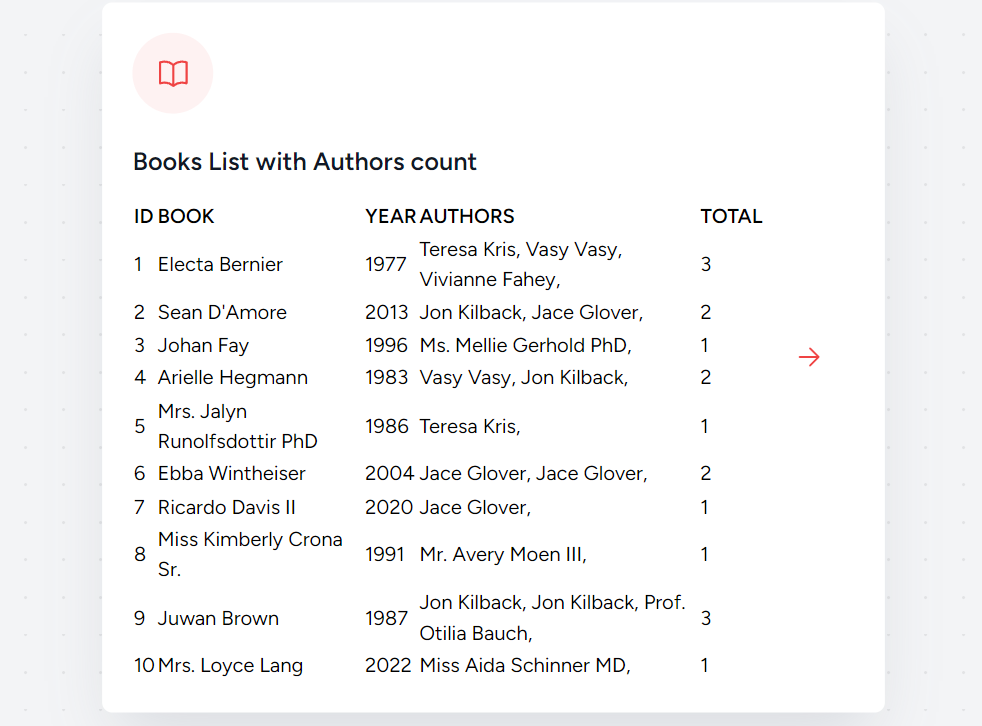 Books List with Authors count
ID BOOK YEAR AUTHORS TOTAL
1 Electa Bernier 1977 Teresa Kris, Vasy Vasy, Vivianne Fahey, 3
2 Sean D'Amore 2013 Jon Kilback, Jace Glover, 2
3 Johan Fay 1996 Ms. Mellie Gerhold PhD, 1
4 Arielle Hegmann 1983 Vasy Vasy, Jon Kilback, 2
5 Mrs. Jalyn Runolfsdottir PhD 1986 Teresa Kris, 1
6 Ebba Wintheiser 2004 Jace Glover, Jace Glover, 2
7 Ricardo Davis II 2020 Jace Glover, 1
8 Miss Kimberly Crona Sr. 1991 Mr. Avery Moen III, 1
9 Juwan Brown 1987 Jon Kilback, Jon Kilback, Prof. Otilia Bauch, 3
10 Mrs. Loyce Lang 2022 Miss Aida Schinner MD, 1